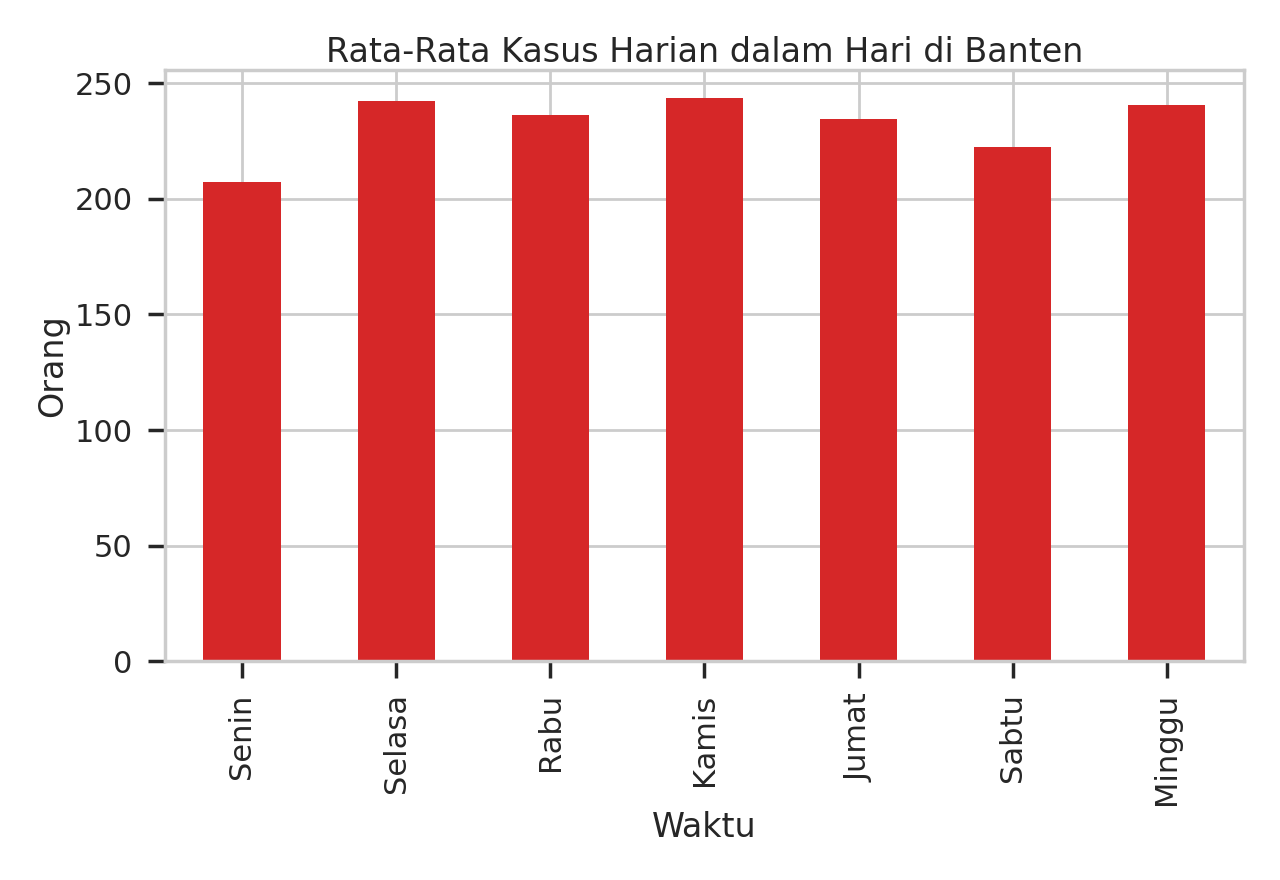 Rata-Rata Kasus Harian dalam Hari di Banten
Orang
250
200
150
100
50
0
Senin
Selasa
Rabu
Kamis
Jumat
Sabtu
Minggu
Waktu